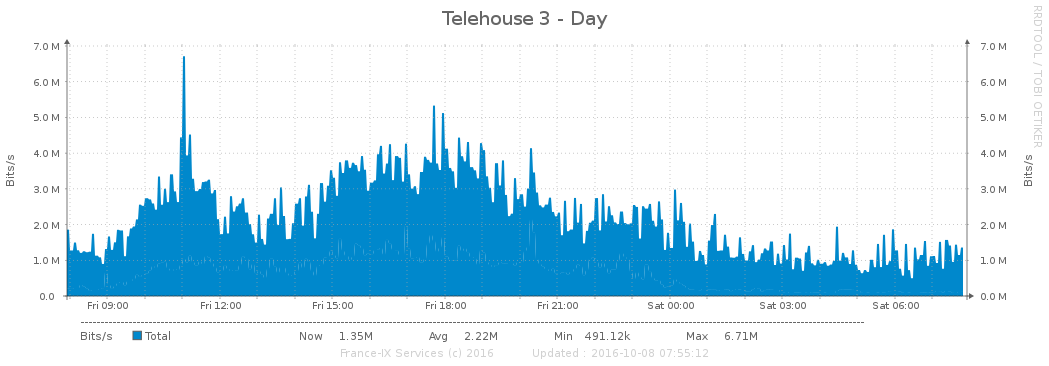 Telehouse 3 - Day
RRDTOOL / TOBI OETIKER
Bits/s
7.0 M 7.0 M
6.0 M 6.0 M
5.0 M 5.0 M
4.0 M 4.0 M
3.0 M 3.0 M
2.0 M 2.0 M
1.0 M 1.0 M
0.0 0.0 M
Bits/s
Fri 09:00 Fri 12:00 Fri 15:00 Fri 18:00 Fri 21:00 Sat 00:00 Sat 03:00 Sat 06:00
Bits/s Total Now 1.35M Avg 2.22M Min 491.12k Max 6.71M
France-IX Services (c) 2016 Updated : 2016-10-08 07:55:12